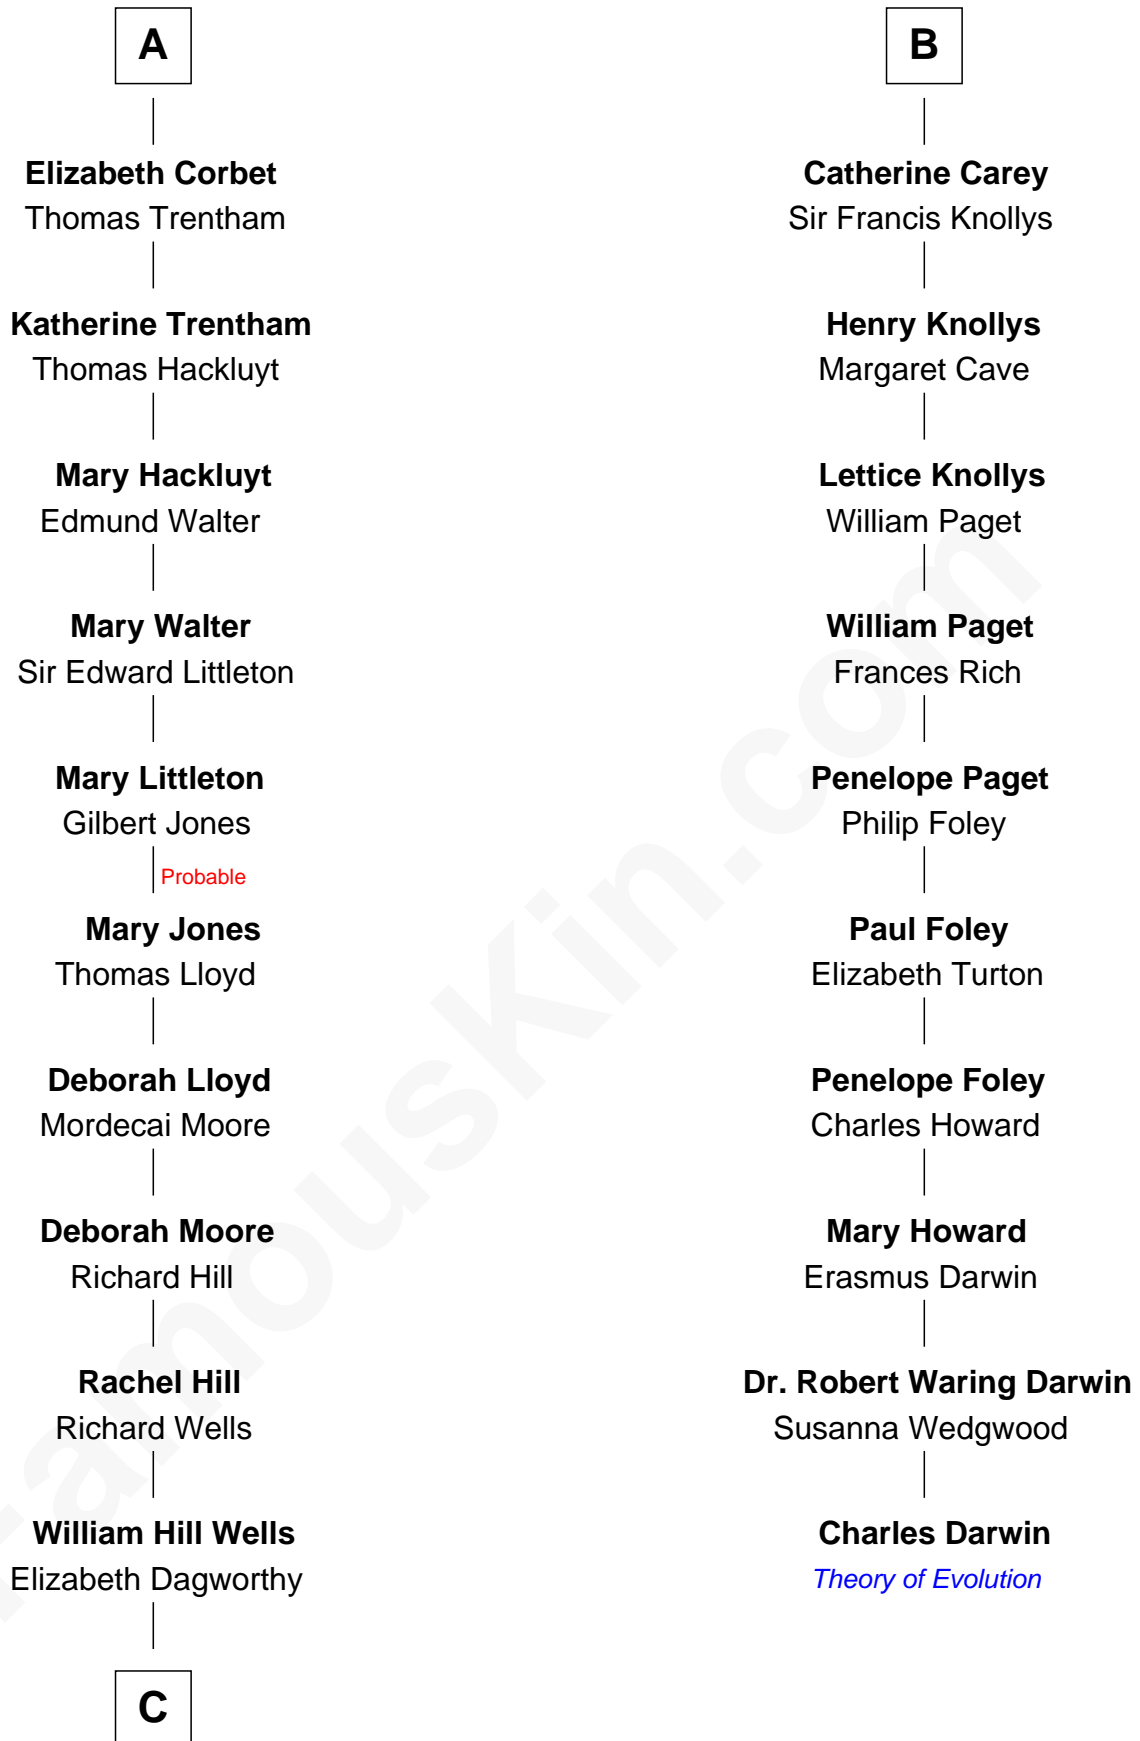 A
Elizabeth Corbet
Thomas Trentham
Katherine Trentham
Thomas Hackluyt
Mary Hackluyt
Edmund Walter
Mary Walter
Sir Edward Littleton
Mary Littleton
Gilbert Jones
Probable
Mary Jones
Thomas Lloyd
Deborah Lloyd
Mordecai Moore
Deborah Moore
Richard Hill
Rachel Hill
Richard Wells
William Hill Wells
Elizabeth Dagworthy
C
B
Catherine Carey
Sir Francis Knollys
Henry Knollys
Margaret Cave
Lettice Knollys
William Paget
William Paget
Frances Rich
Penelope Paget
Philip Foley
Paul Foley
Elizabeth Turton
Penelope Foley
Charles Howard
Mary Howard
Erasmus Darwin
Dr. Robert Waring Darwin
Susanna Wedgwood
Charles Darwin
Theory of Evolution
FamousKin.com